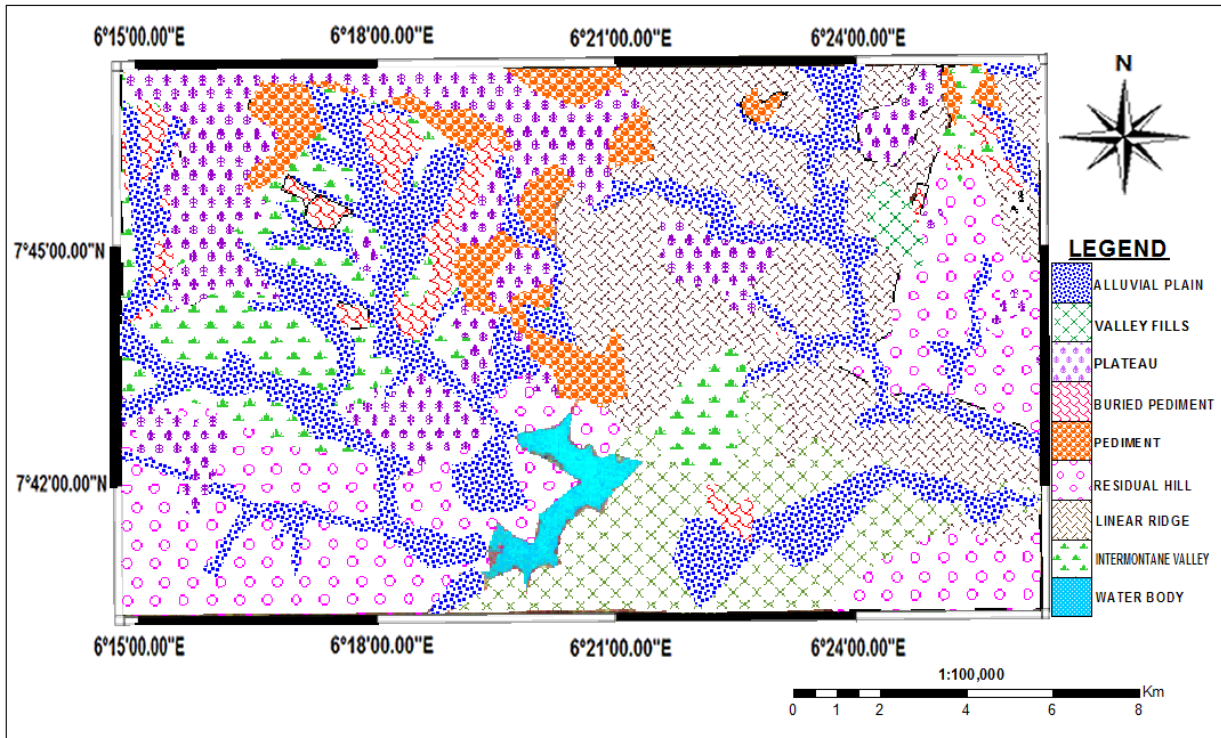 6°15'00.00"E 6°18'00.00"E 6°21'00.00"E 6°24'00.00"E
N
7°45'00.00"N
7°42'00.00"N
LEGEND
ALLUVIAL PLAIN
VALLEY FILLS
PLATEAU
BURIED PEDIMENT
PEDIMENT
RESIDUAL HILL
LINEAR RIDGE
INTERMONTANE VALLEY
WATER BODY
6°15'00.00"E 6°18'00.00"E 6°21'00.00"E 6°24'00.00"E
1:100,000
Km
0 1 2 4 6 8